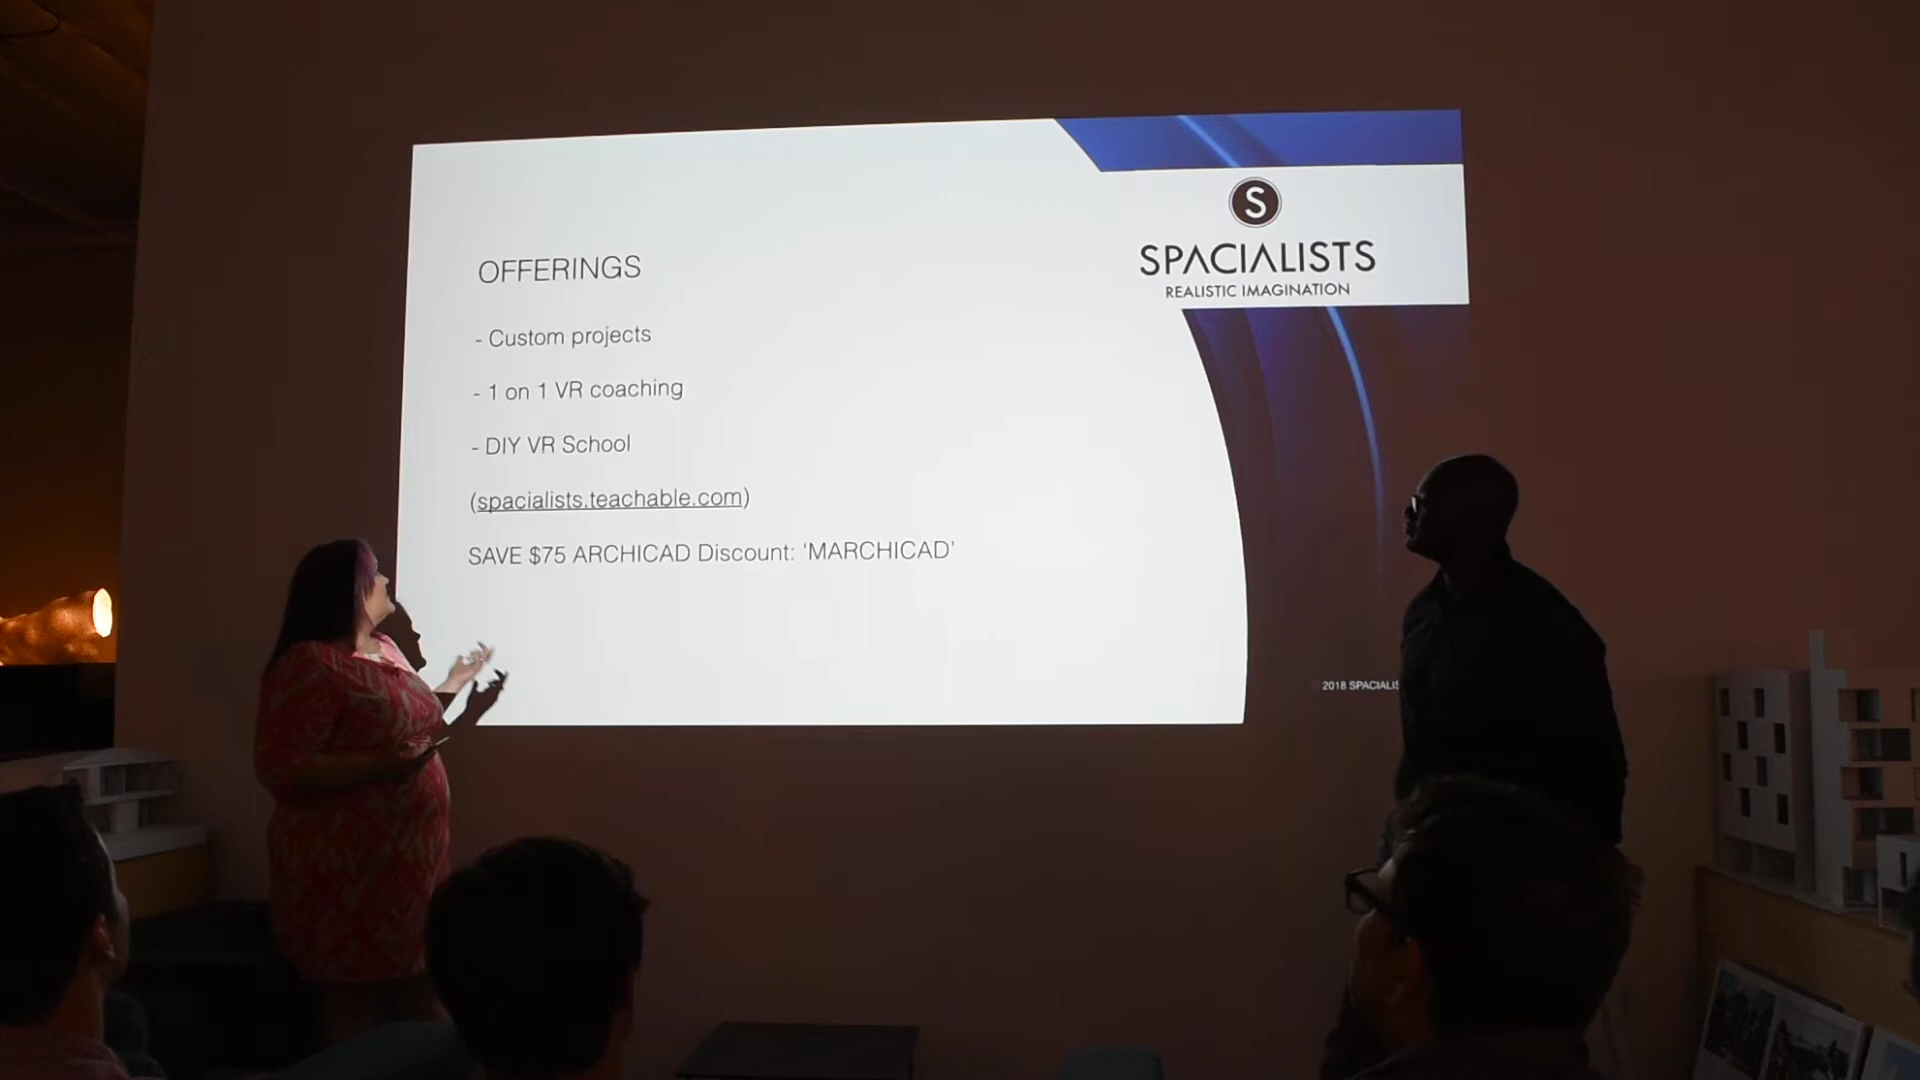 S
SPACIALISTS
REALISTIC IMAGINATION
OFFERINGS
- Custom projects
- 1 on 1 VR coaching
- DIY VR School
(spacialists.teachable.com)
SAVE $75 ARCHICAD Discount: ‘MARCHICAD’
2018